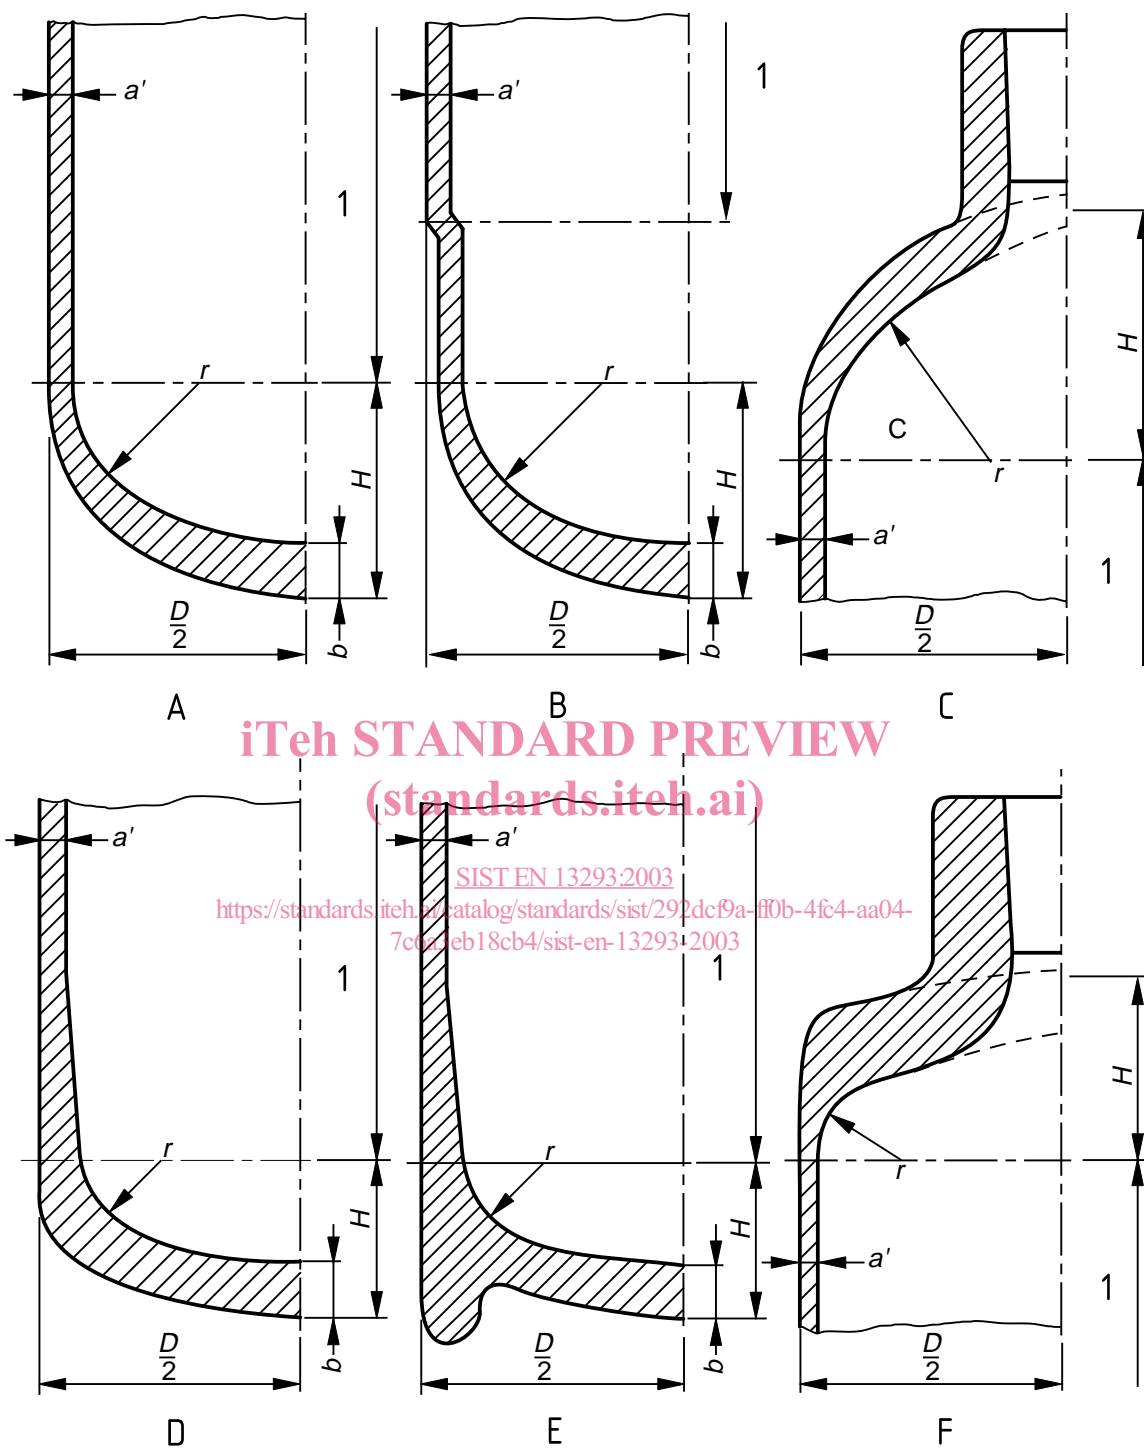 a' a'
1 1
r r
H H H
C
r
a'
1
D/2 D/2 D/2
b b
A B C
iTeh STANDARD PREVIEW
(standards.iteh.ai)
a' a'
SIST EN 13293:2003
https://standards.iteh.ai/catalog/standards/sist/292dcf9a-ff0b-4fc4-aa04-
7c6a3eb18cb4/sist-en-13293-2003
1 1
r r r
H H H
a'
1
D/2 D/2 D/2
b b
D E F